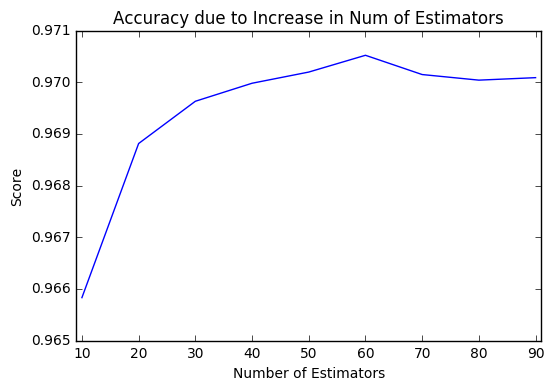 Accuracy due to Increase in Num of Estimators
0.971
0.970
0.969
0.968
0.967
0.966
0.965
Score
10 20 30 40 50 60 70 80 90
Number of Estimators